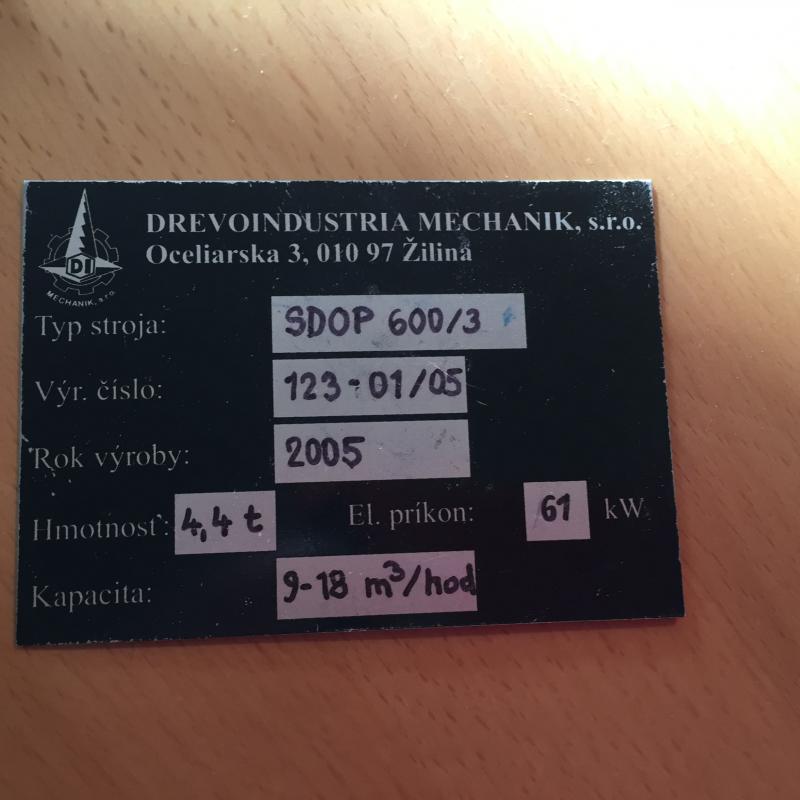 DREVOINDUSTRIA MECHANIK, s.r.o.
Oceliarska 3, 010 97 Žilina
DI
MECHANIK, s.r.o.
Typ stroja: SDOP 600/3
Výr. číslo: 123-01/05
Rok výroby: 2005
Hmotnosť: 4,4 t El. príkon: 61 kW
Kapacita: 9-18 m³/hod